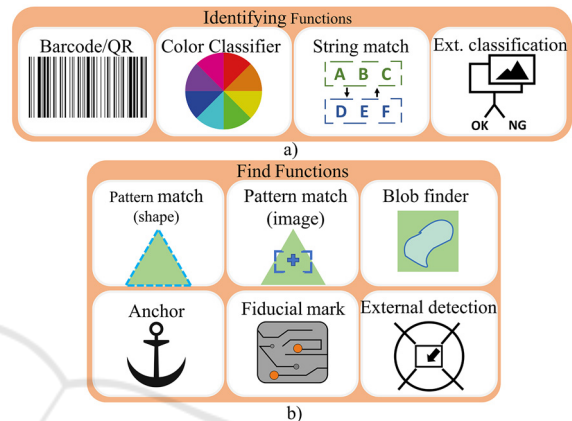 Identifying Functions
Barcode/QR
Color Classifier
String match
A B C
D E F
Ext. classification
OK NG
a)
Find Functions
Pattern match
(shape)
Pattern match
(image)
Blob finder
Anchor
Fiducial mark
External detection
b)